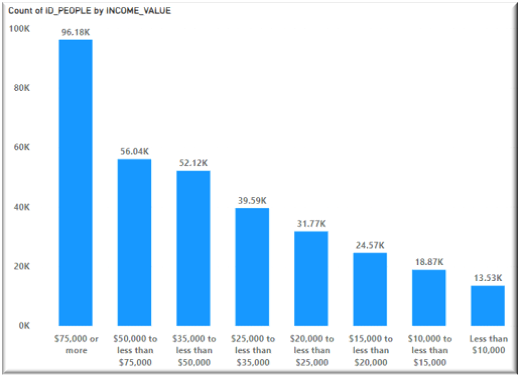 Count of ID_PEOPLE by INCOME_VALUE
100K
80K
60K
40K
20K
0K
96.18K
56.04K
52.12K
39.59K
31.77K
24.57K
18.87K
13.53K
$75,000 or
more
$50,000 to
less than
$75,000
$35,000 to
less than
$50,000
$25,000 to
less than
$35,000
$20,000 to
less than
$25,000
$15,000 to
less than
$20,000
$10,000 to
less than
$15,000
Less than
$10,000